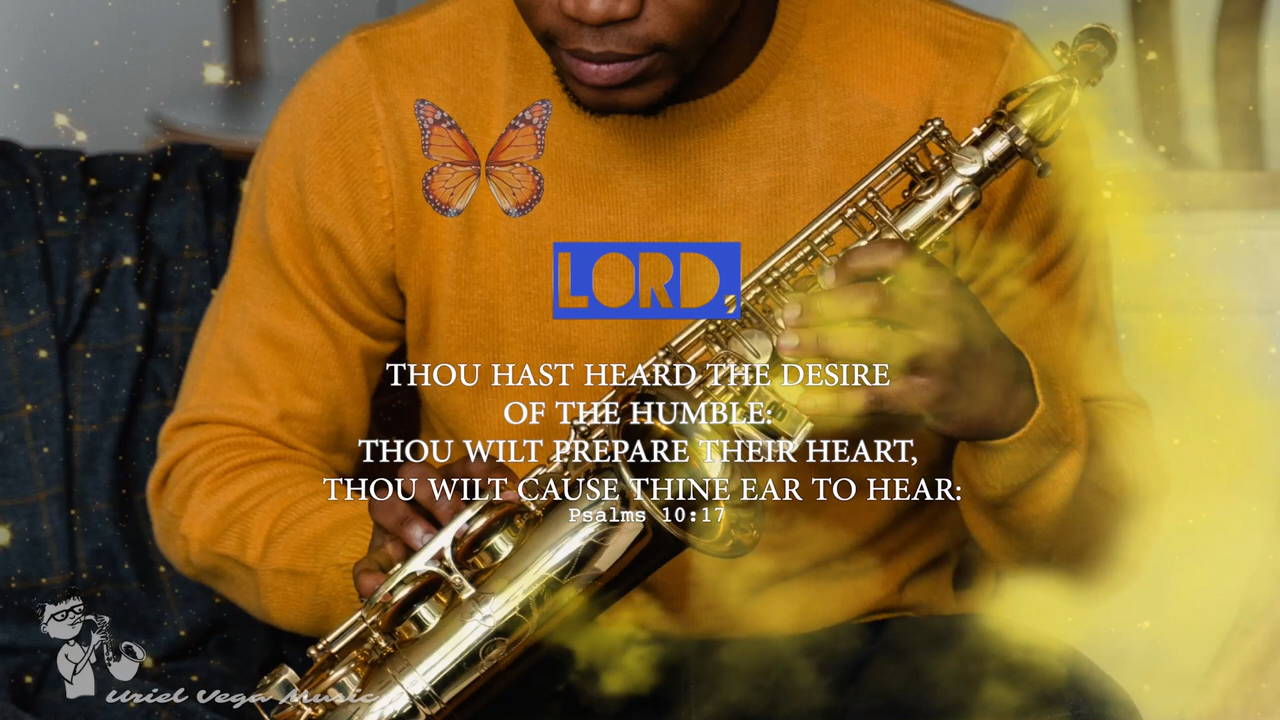 LORD,
THOU HAST HEARD THE DESIRE
OF THE HUMBLE:
THOU WILT PREPARE THEIR HEART,
THOU WILT CAUSE THINE EAR TO HEAR:
Psalms 10:17
Uriel Vega Music